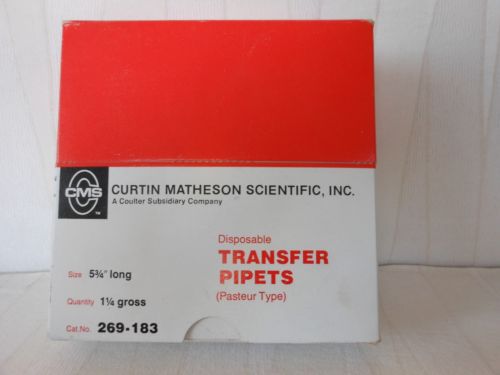 CMS
TM
CURTIN MATHESON SCIENTIFIC, INC.
A Coulter Subsidiary Company
Disposable
TRANSFER
PIPETS
(Pasteur Type)
Size 5¾" long
Quantity 1¼ gross
Cat.No. 269-183